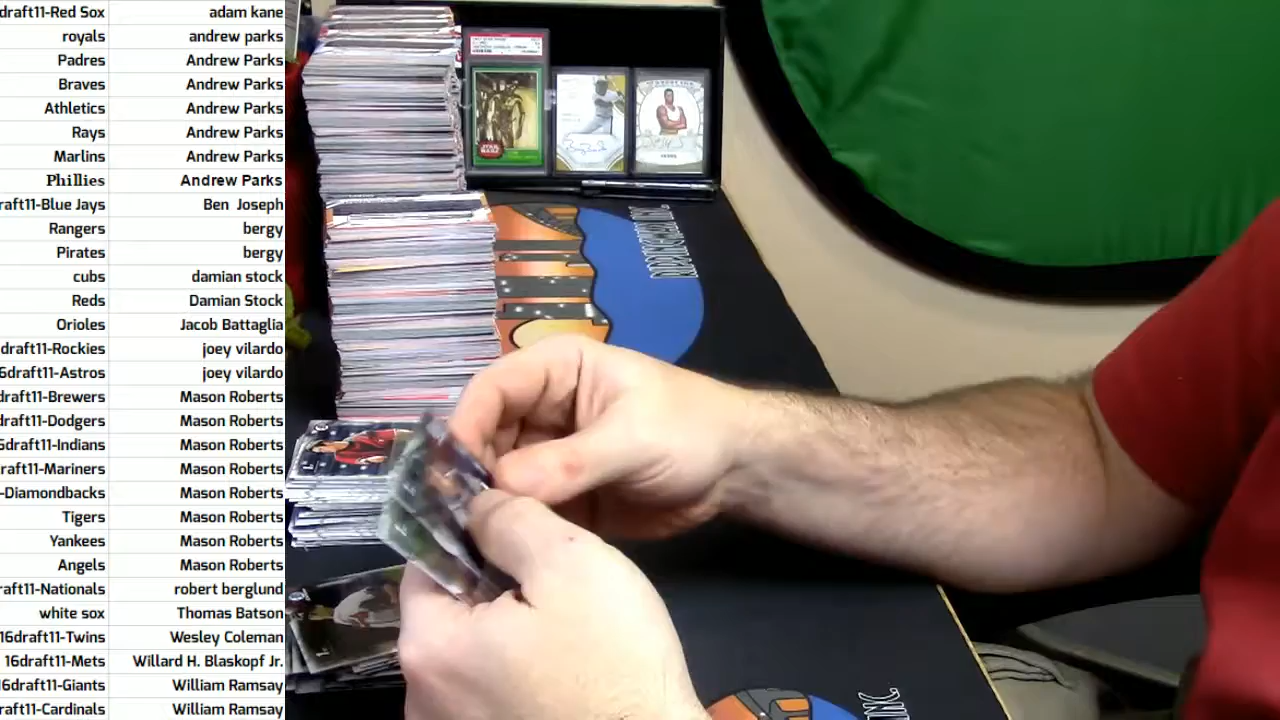 draft11-Red Sox adam kane
royals andrew parks
Padres Andrew Parks
Braves Andrew Parks
Athletics Andrew Parks
Rays Andrew Parks
Marlins Andrew Parks
Phillies Andrew Parks
raft11-Blue Jays Ben Joseph
Rangers bergy
Pirates bergy
cubs damian stock
Reds Damian Stock
Orioles Jacob Battaglia
draft11-Rockies joey vilardo
6draft11-Astros joey vilardo
draft11-Brewers Mason Roberts
draft11-Dodgers Mason Roberts
6draft11-Indians Mason Roberts
raft11-Mariners Mason Roberts
-Diamondbacks Mason Roberts
Tigers Mason Roberts
Yankees Mason Roberts
Angels Mason Roberts
raft11-Nationals robert berglund
white sox Thomas Batson
16draft11-Twins Wesley Coleman
16draft11-Mets Willard H. Blaskopf Jr.
16draft11-Giants William Ramsay
raft11-Cardinals William Ramsay
STAR
WARS